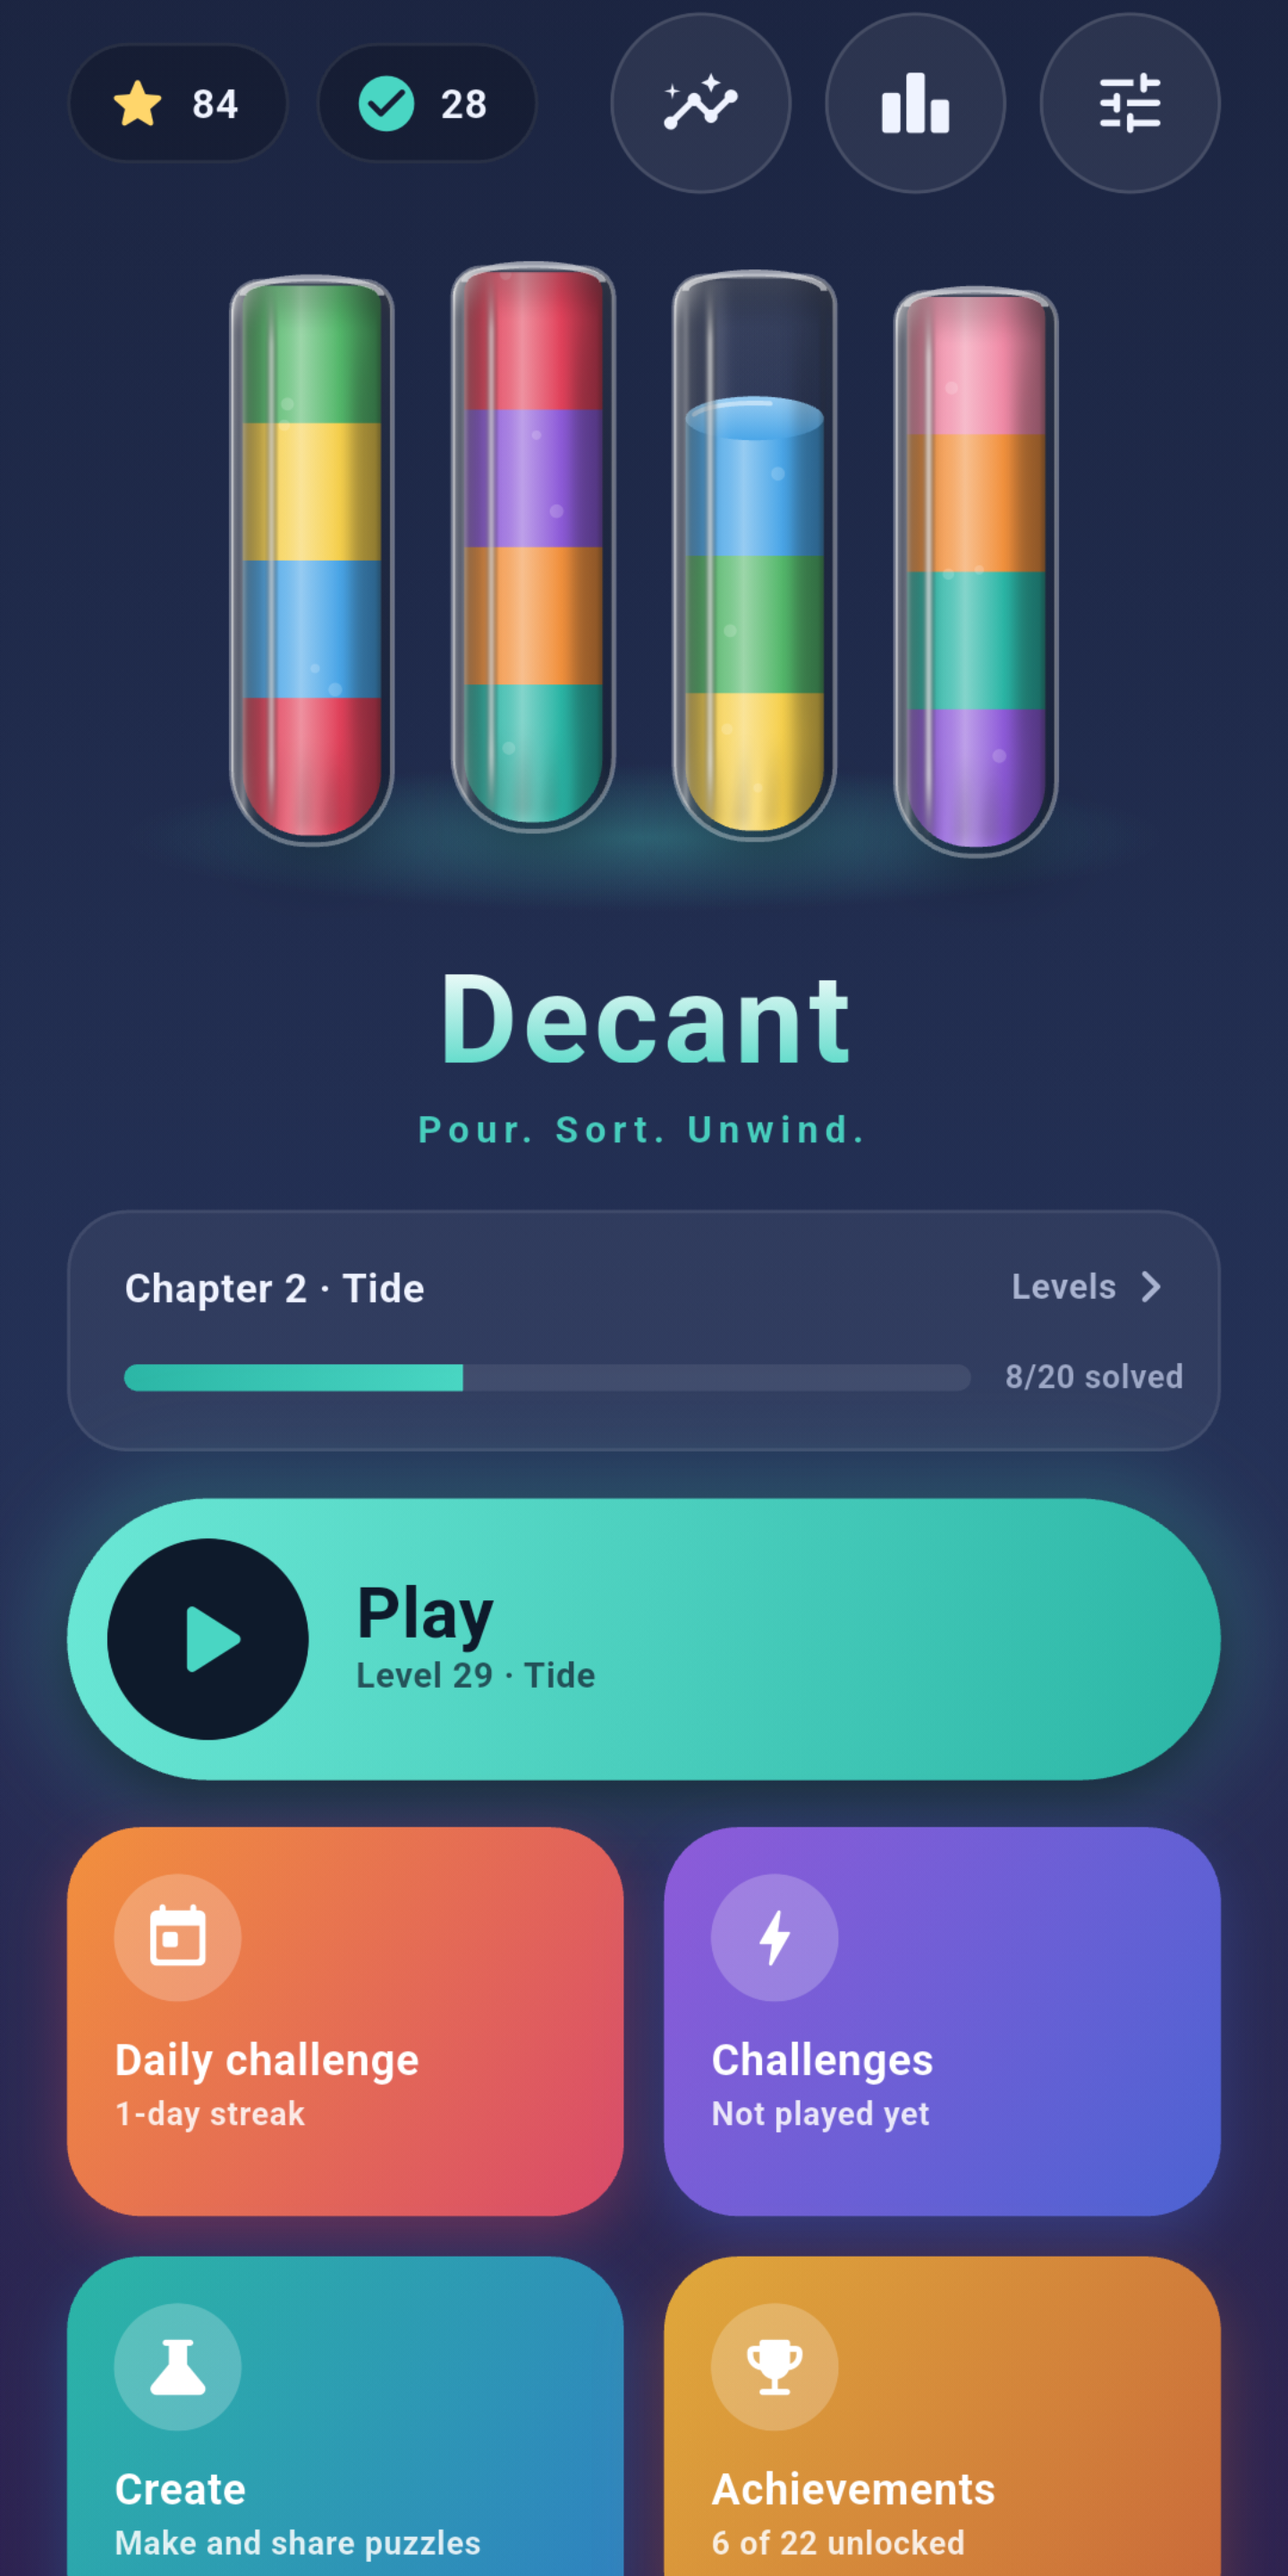 84
28
Decant
Pour. Sort. Unwind.
Chapter 2 · Tide
Levels
8/20 solved
Play
Level 29 · Tide
Daily challenge
1-day streak
Challenges
Not played yet
Create
Make and share puzzles
Achievements
6 of 22 unlocked